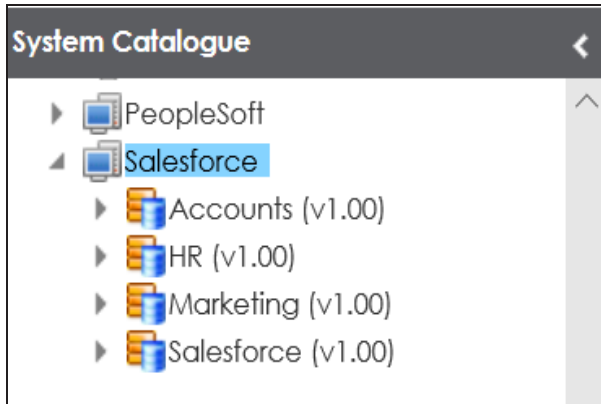 System Catalogue
PeopleSoft
Salesforce
Accounts (v1.00)
HR (v1.00)
Marketing (v1.00)
Salesforce (v1.00)